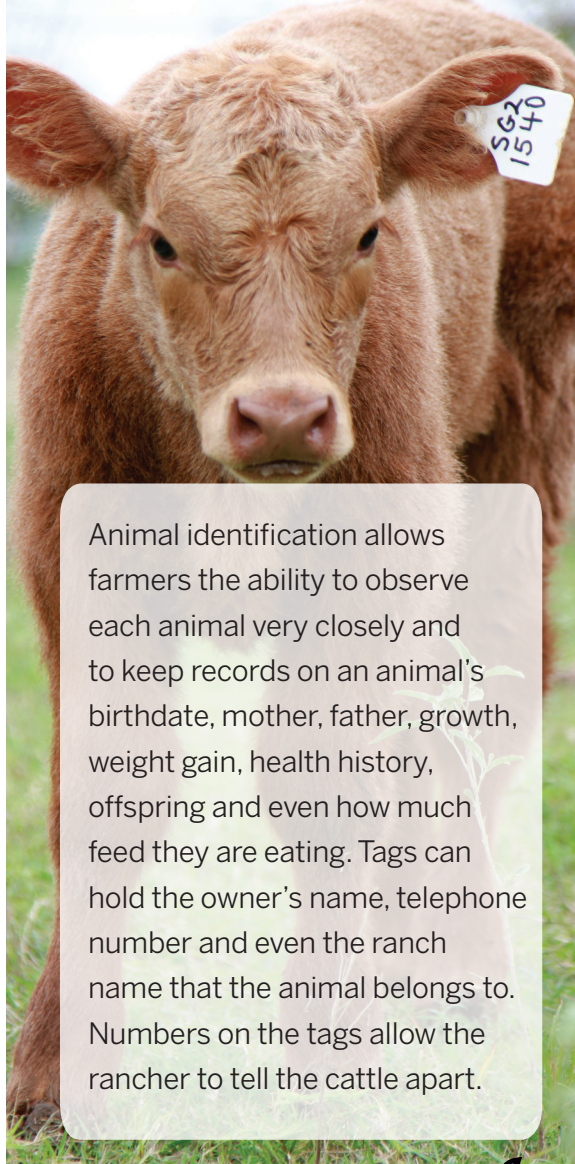 SG2
1540
Animal identification allows
farmers the ability to observe
each animal very closely and
to keep records on an animal's
birthdate, mother, father, growth,
weight gain, health history,
offspring and even how much
feed they are eating. Tags can
hold the owner's name, telephone
number and even the ranch
name that the animal belongs to.
Numbers on the tags allow the
rancher to tell the cattle apart.